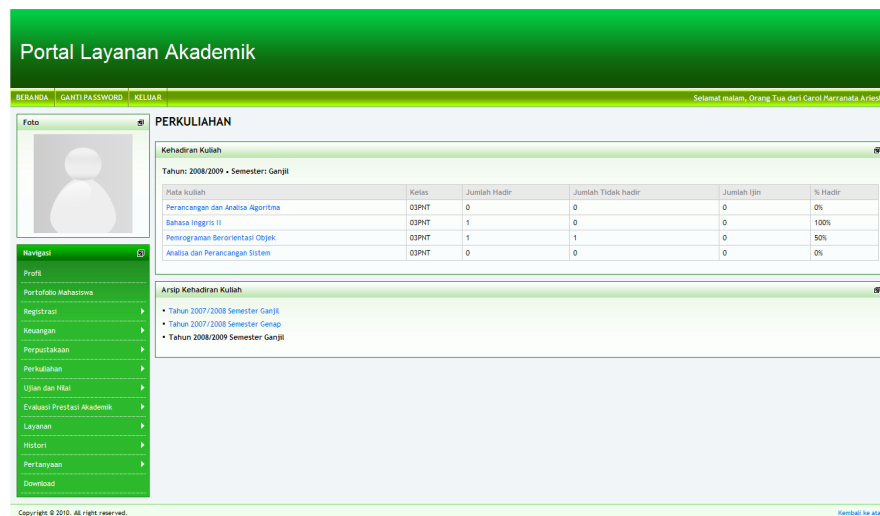 Portal Layanan Akademik
BERANDA GANTI PASSWORD KELUAR Selamat malam, Orang Tua dari Carol Marranata Ariest
Foto
PERKULIAHAN
Kehadiran Kuliah
Tahun: 2008/2009 • Semester: Ganjil
Mata kuliah Kelas Jumlah Hadir Jumlah Tidak hadir Jumlah Ijin % Hadir
Perancangan dan Analisa Algoritma 03PNT 0 0 0 0%
Bahasa Inggris II 03PNT 1 0 0 100%
Pemrograman Berorientasi Objek 03PNT 1 1 0 50%
Analisa dan Perancangan Sistem 03PNT 0 0 0 0%
Arsip Kehadiran Kuliah
• Tahun 2007/2008 Semester Ganjil
• Tahun 2007/2008 Semester Genap
• Tahun 2008/2009 Semester Ganjil
Navigasi
Profil
Portofolio Mahasiswa
Registrasi
Keuangan
Perpustakaan
Perkuliahan
Ujian dan Nilai
Evaluasi Prestasi Akademik
Layanan
Histori
Pertanyaan
Download
Copyright © 2010. All right reserved. Kembali ke ata